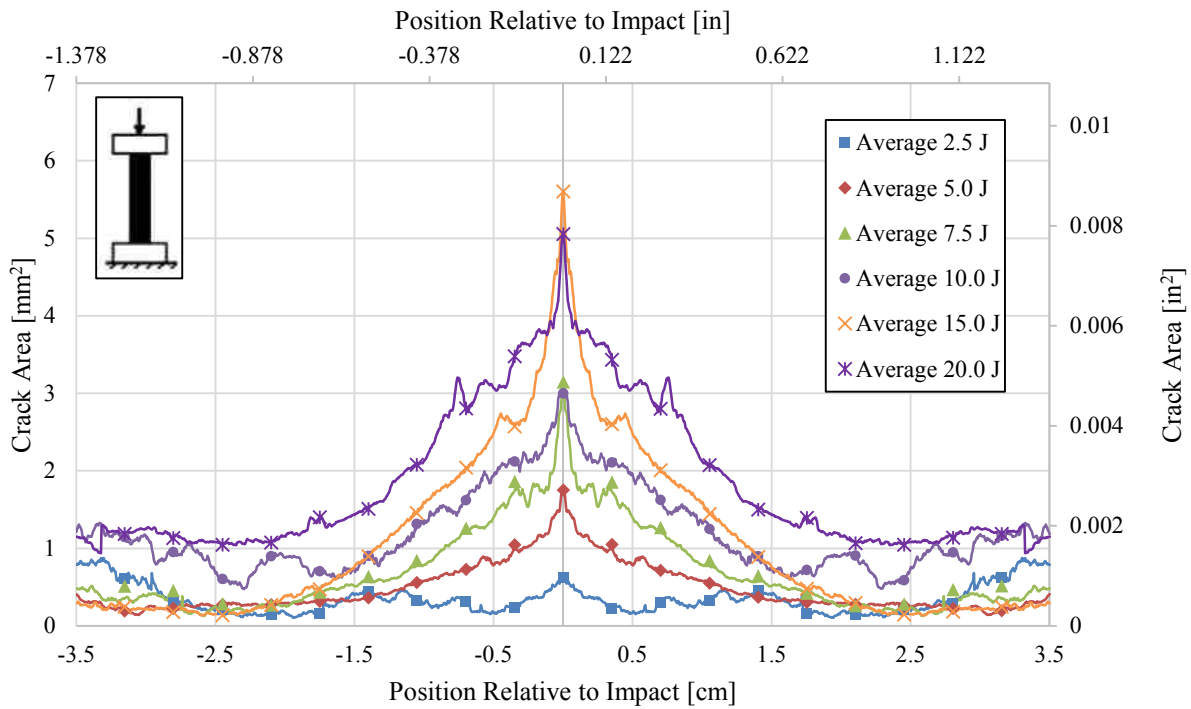 Position Relative to Impact [in]
-1.378 -0.878 -0.378 0.122 0.622 1.122
7
6
5
4
3
2
1
0
Crack Area [mm²]
0.01
0.008
0.006
0.004
0.002
0
Crack Area [in²]
Average 2.5 J
Average 5.0 J
Average 7.5 J
Average 10.0 J
Average 15.0 J
Average 20.0 J
-3.5 -2.5 -1.5 -0.5 0.5 1.5 2.5 3.5
Position Relative to Impact [cm]